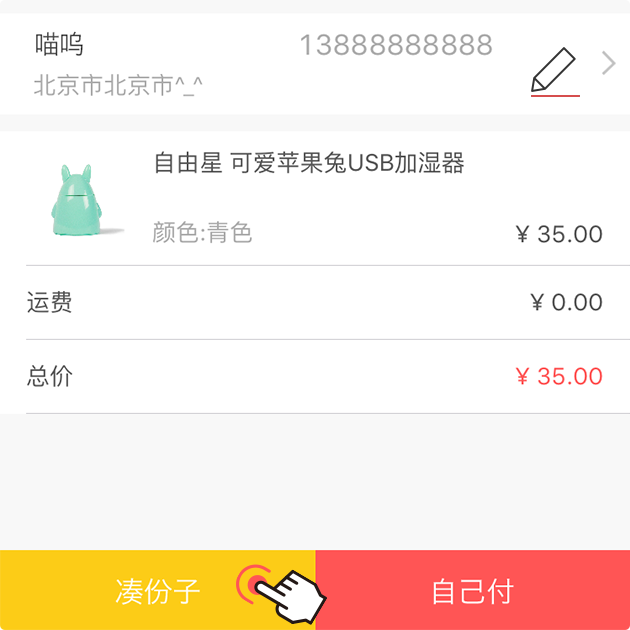 喵呜 13888888888
北京市北京市^_^
自由星 可爱苹果兔USB加湿器
颜色:青色 ¥ 35.00
运费 ¥ 0.00
总价 ¥ 35.00
凑份子 自己付